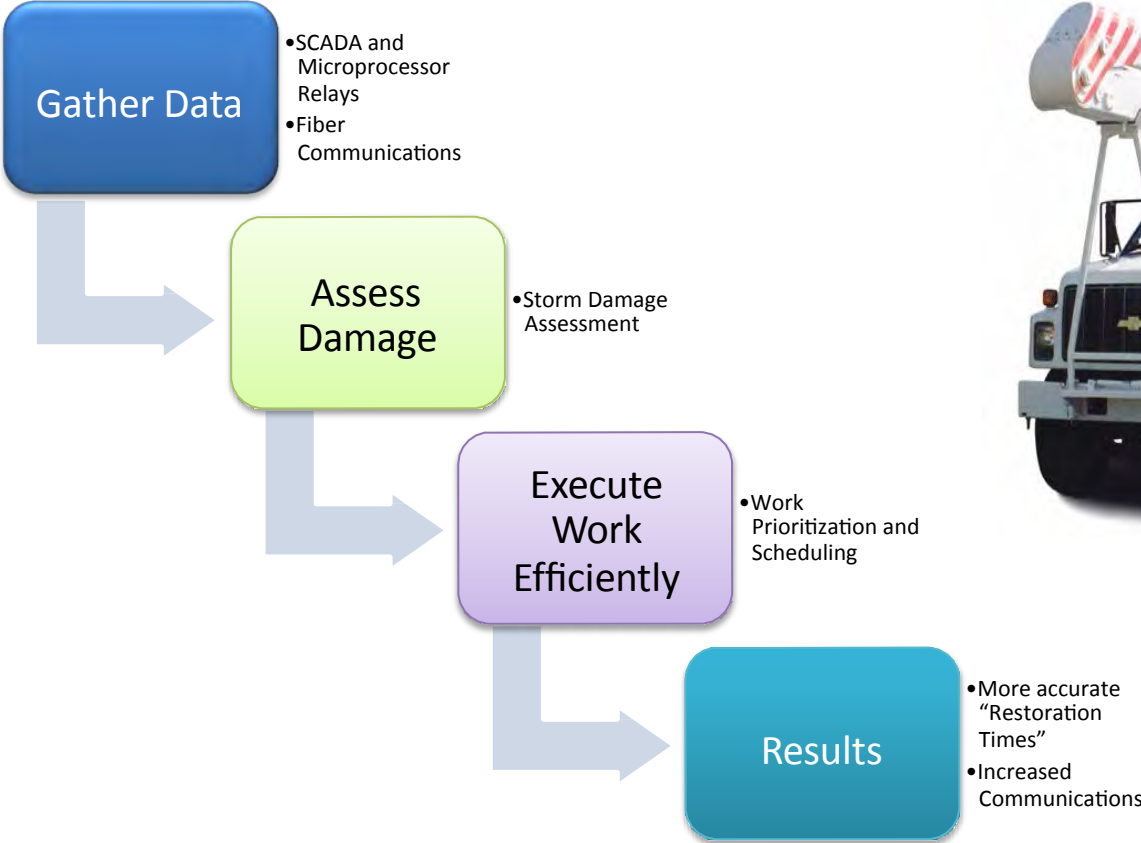 Gather Data
•SCADA and
Microprocessor
Relays
•Fiber
Communications
Assess
Damage
•Storm Damage
Assessment
Execute
Work
Efficiently
•Work
Prioritization and
Scheduling
Results
•More accurate
“Restoration
Times”
•Increased
Communications